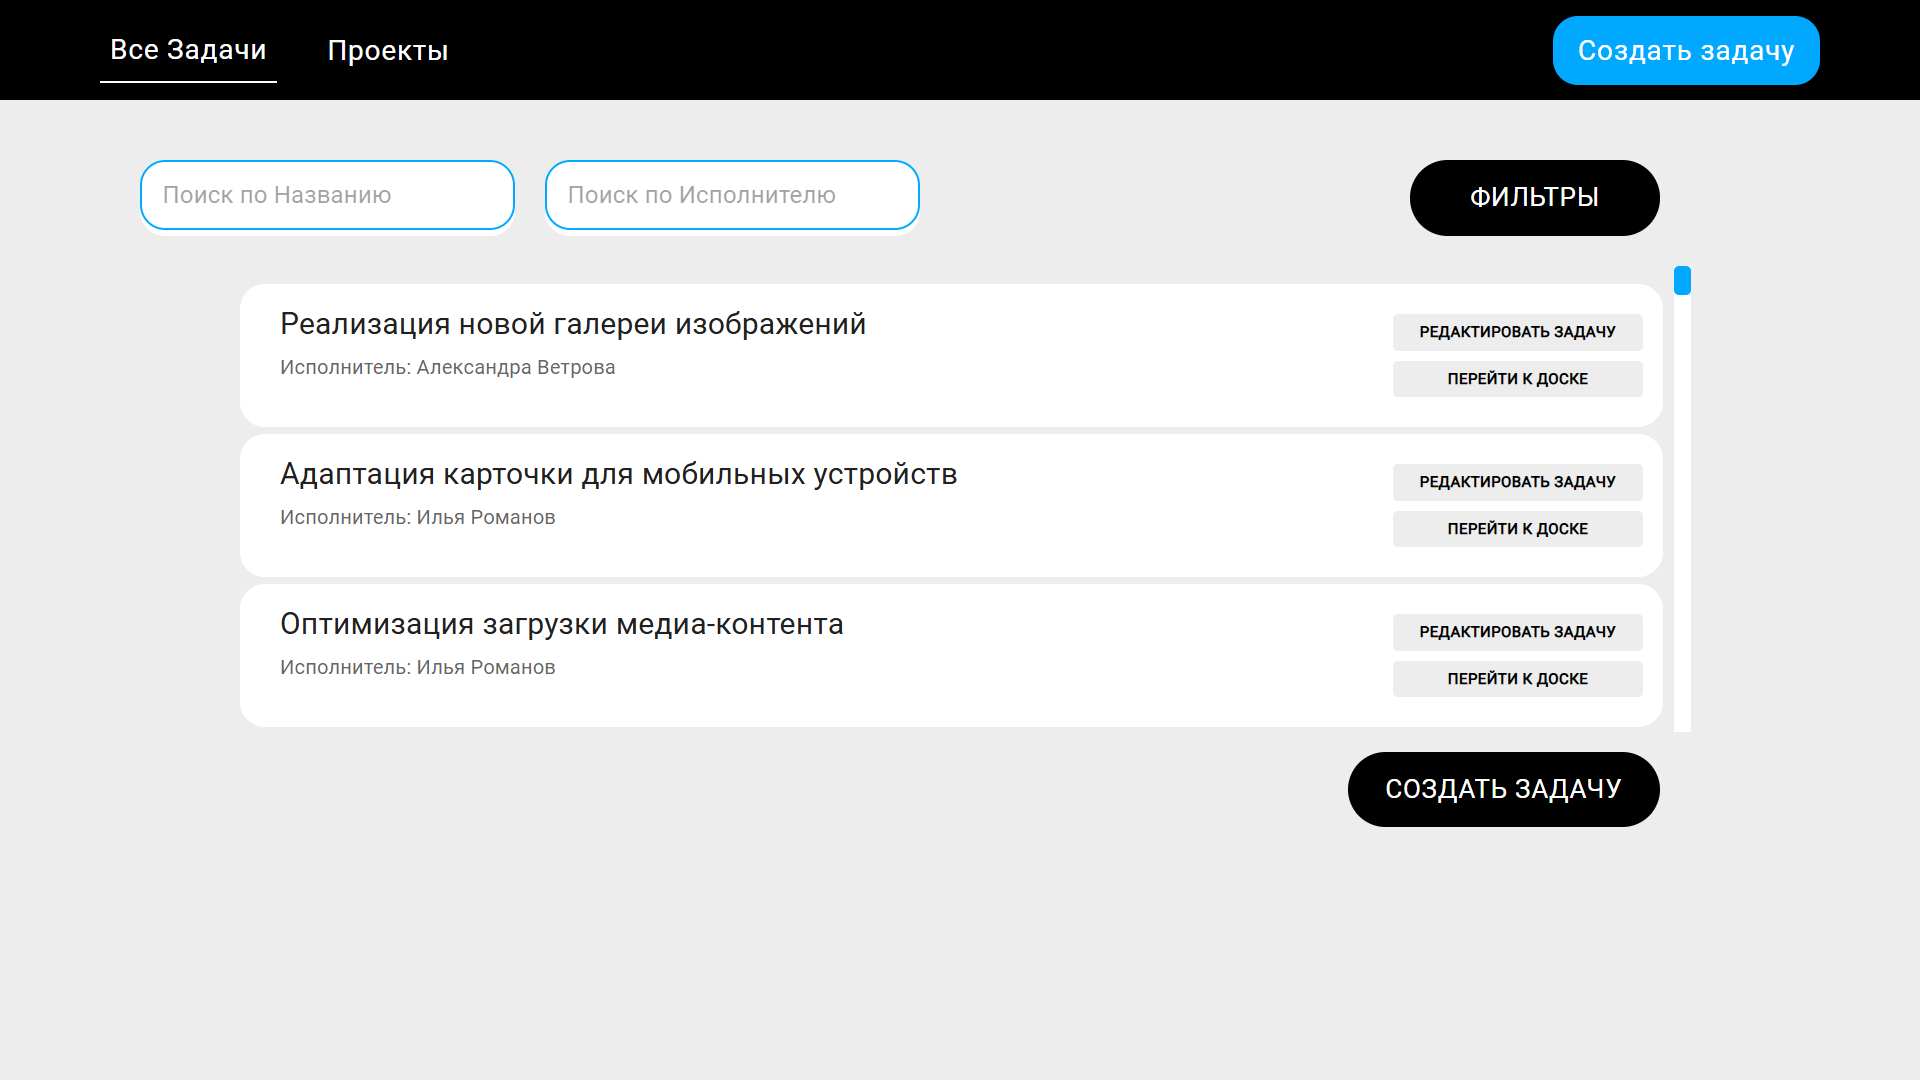 Все Задачи
Проекты
Создать задачу
Поиск по Названию
Поиск по Исполнителю
ФИЛЬТРЫ
Реализация новой галереи изображений
Исполнитель: Александра Ветрова
РЕДАКТИРОВАТЬ ЗАДАЧУ
ПЕРЕЙТИ К ДОСКЕ
Адаптация карточки для мобильных устройств
Исполнитель: Илья Романов
РЕДАКТИРОВАТЬ ЗАДАЧУ
ПЕРЕЙТИ К ДОСКЕ
Оптимизация загрузки медиа-контента
Исполнитель: Илья Романов
РЕДАКТИРОВАТЬ ЗАДАЧУ
ПЕРЕЙТИ К ДОСКЕ
СОЗДАТЬ ЗАДАЧУ